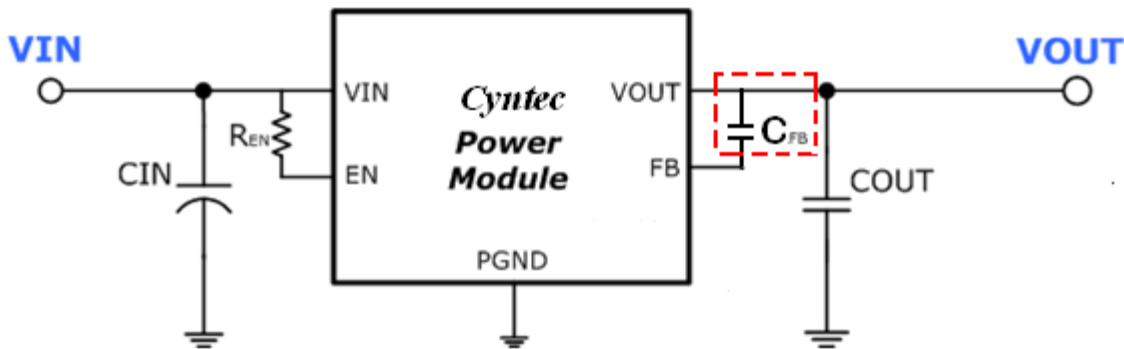 VIN
VOUT
VIN
Cyntec
VOUT
REN
Power
CFB
CIN
EN
Module
FB
COUT
PGND